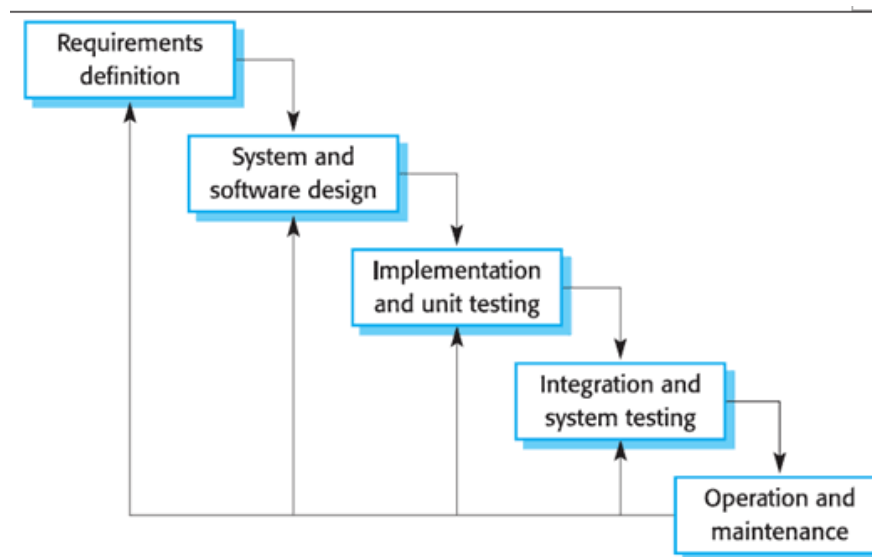 Requirements
definition
System and
software design
Implementation
and unit testing
Integration and
system testing
Operation and
maintenance